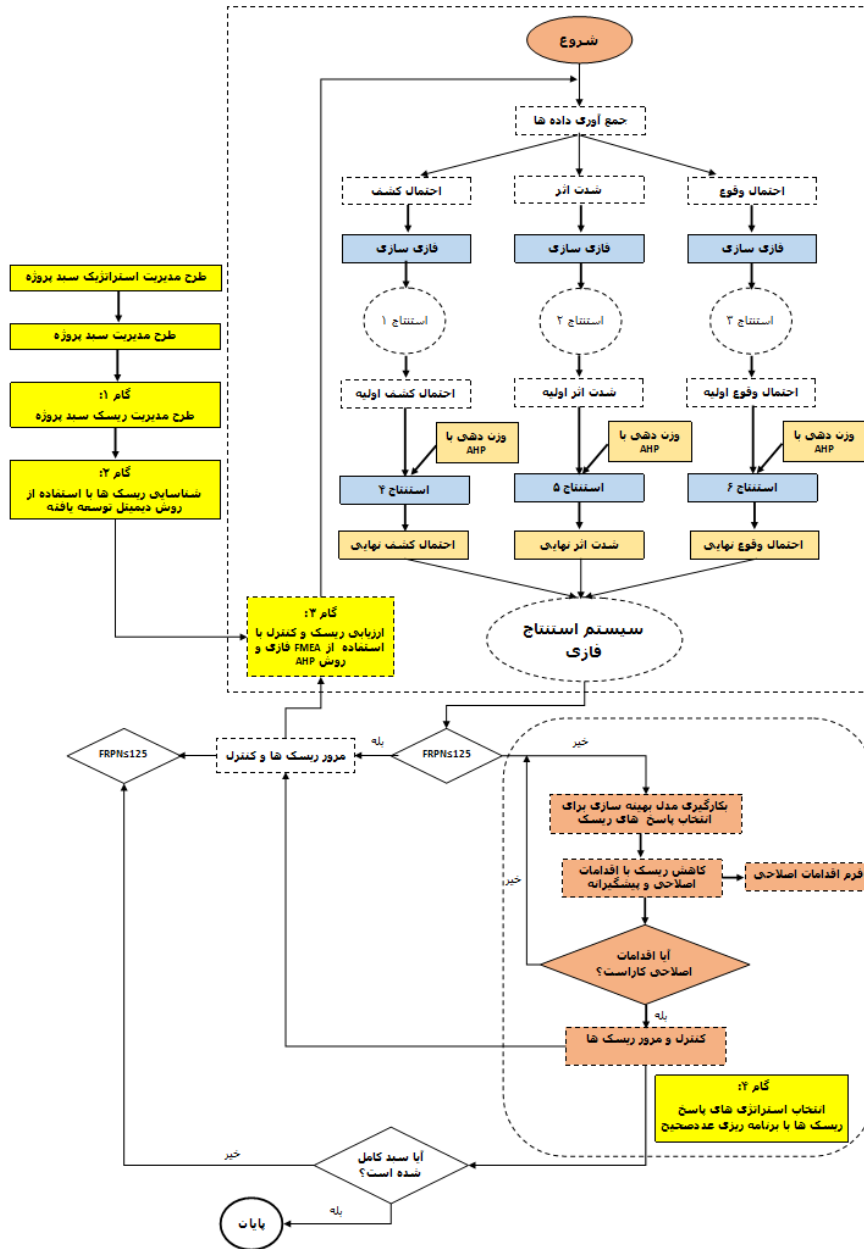 شروع
جمع آوری داده ها
احتمال وقوع
شدت اثر
احتمال کشف
فازی سازی
فازی سازی
فازی سازی
استنتاج ۳
استنتاج ۲
استنتاج ۱
احتمال وقوع اولیه
شدت اثر اولیه
احتمال کشف اولیه
وزن دهی با
AHP
وزن دهی با
AHP
وزن دهی با
AHP
استنتاج ۶
استنتاج ۵
استنتاج ۴
احتمال وقوع نهایی
شدت اثر نهایی
احتمال کشف نهایی
سیستم استنتاج
فازی
طرح مدیریت استراتژیک سبد پروژه
طرح مدیریت سبد پروژه
گام ۱:
طرح مدیریت ریسک سبد پروژه
گام ۲:
شناسایی ریسک ها با استفاده از
روش دیمیتل توسعه یافته
گام ۳:
ارزیابی ریسک و کنترل با
استفاده از FMEA فازی و
روش AHP
FRPN≤125
بله
خیر
مرور ریسک ها و کنترل
FRPN≤125
بکارگیری مدل بهینه سازی برای
انتخاب پاسخ های ریسک
کاهش ریسک با اقدامات
اصلاحی و پیشگیرانه
فرم اقدامات اصلاحی
خیر
آیا اقدامات
اصلاحی کاراست؟
بله
کنترل و مرور ریسک ها
گام ۴:
انتخاب استراتژی های پاسخ
ریسک ها با برنامه ریزی عددصحیح
آیا سبد کامل
شده است؟
خیر
بله
پایات